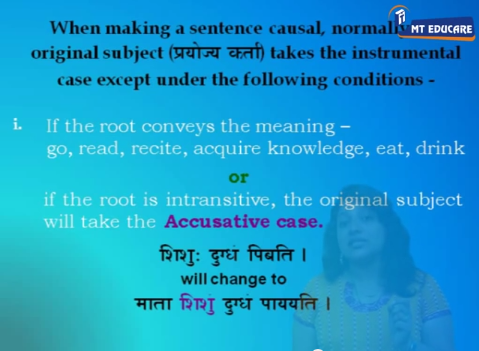 When making a sentence causal, normally
MT EDUCARE
original subject (प्रयोज्य कर्ता) takes the instrumental
case except under the following conditions -
i. If the root conveys the meaning –
go, read, recite, acquire knowledge, eat, drink
or
if the root is intransitive, the original subject
will take the Accusative case.
शिशुः दुग्धं पिबति ।
will change to
माता शिशुं दुग्धं पाययति ।